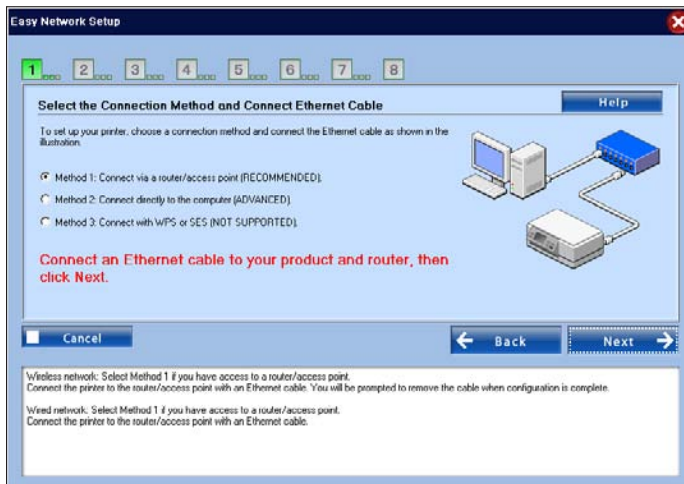 Easy Network Setup
1 2 3 4 5 6 7 8
Select the Connection Method and Connect Ethernet Cable
Help
To set up your printer, choose a connection method and connect the Ethernet cable as shown in the
illustration.
Method 1: Connect via a router/access point (RECOMMENDED).
Method 2: Connect directly to the computer (ADVANCED).
Method 3: Connect with WPS or SES (NOT SUPPORTED).
Connect an Ethernet cable to your product and router, then
click Next.
Cancel
Back
Next
Wireless network: Select Method 1 if you have access to a router/access point.
Connect the printer to the router/access point with an Ethernet cable. You will be prompted to remove the cable when configuration is complete.
Wired network: Select Method 1 if you have access to a router/access point.
Connect the printer to the router/access point with an Ethernet cable.